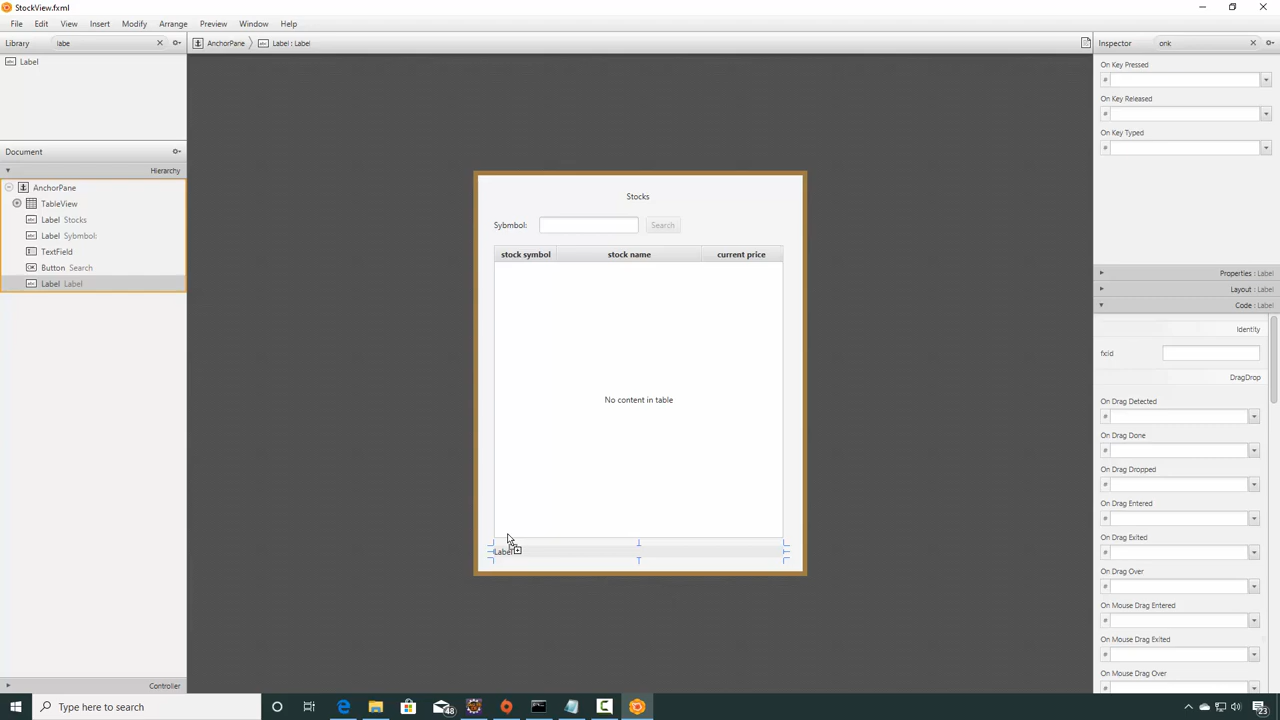 StockView.fxml
File Edit View Insert Modify Arrange Preview Window Help
Library labe
AnchorPane Label : Label
Inspector onk
Label
Document
Hierarchy
AnchorPane
TableView
Label Stocks
Label Sybmbol:
TextField
Button Search
Label Label
Controller
Stocks
Sybmbol: Search
stock symbol stock name current price
No content in table
Label
On Key Pressed
#
On Key Released
#
On Key Typed
#
Properties : Label
Layout : Label
Code : Label
Identity
fx:id
DragDrop
On Drag Detected
#
On Drag Done
#
On Drag Dropped
#
On Drag Entered
#
On Drag Exited
#
On Drag Over
#
On Mouse Drag Entered
#
On Mouse Drag Exited
#
On Mouse Drag Over
#
Type here to search